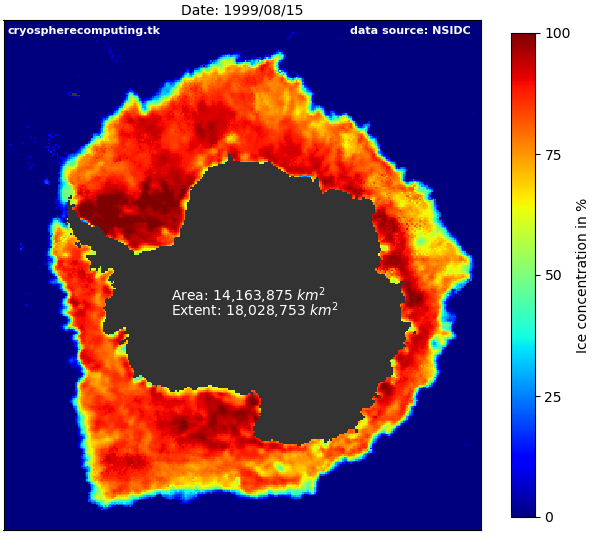 Date: 1999/08/15
cryospherecomputing.tk
data source: NSIDC
100
75
50
25
0
Ice concentration in %
Area: 14,163,875 km²
Extent: 18,028,753 km²